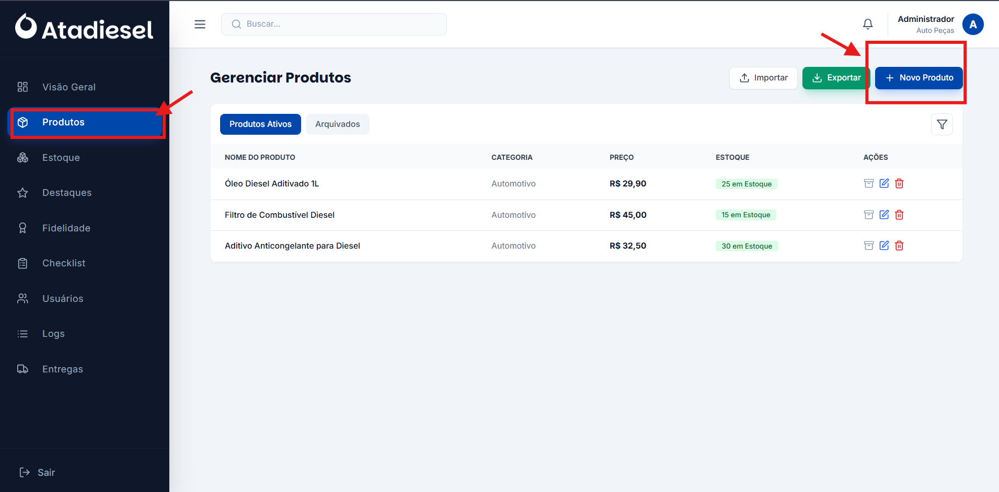 Atadiesel
Buscar...
Administrador
Auto Peças
A
Visão Geral
Produtos
Estoque
Destaques
Fidelidade
Checklist
Usuários
Logs
Entregas
Sair
Gerenciar Produtos
Importar
Exportar
Novo Produto
Produtos Ativos
Arquivados
NOME DO PRODUTO CATEGORIA PREÇO ESTOQUE AÇÕES
Óleo Diesel Aditivado 1L Automotivo R$ 29,90 25 em Estoque
Filtro de Combustível Diesel Automotivo R$ 45,00 15 em Estoque
Aditivo Anticongelante para Diesel Automotivo R$ 32,50 30 em Estoque